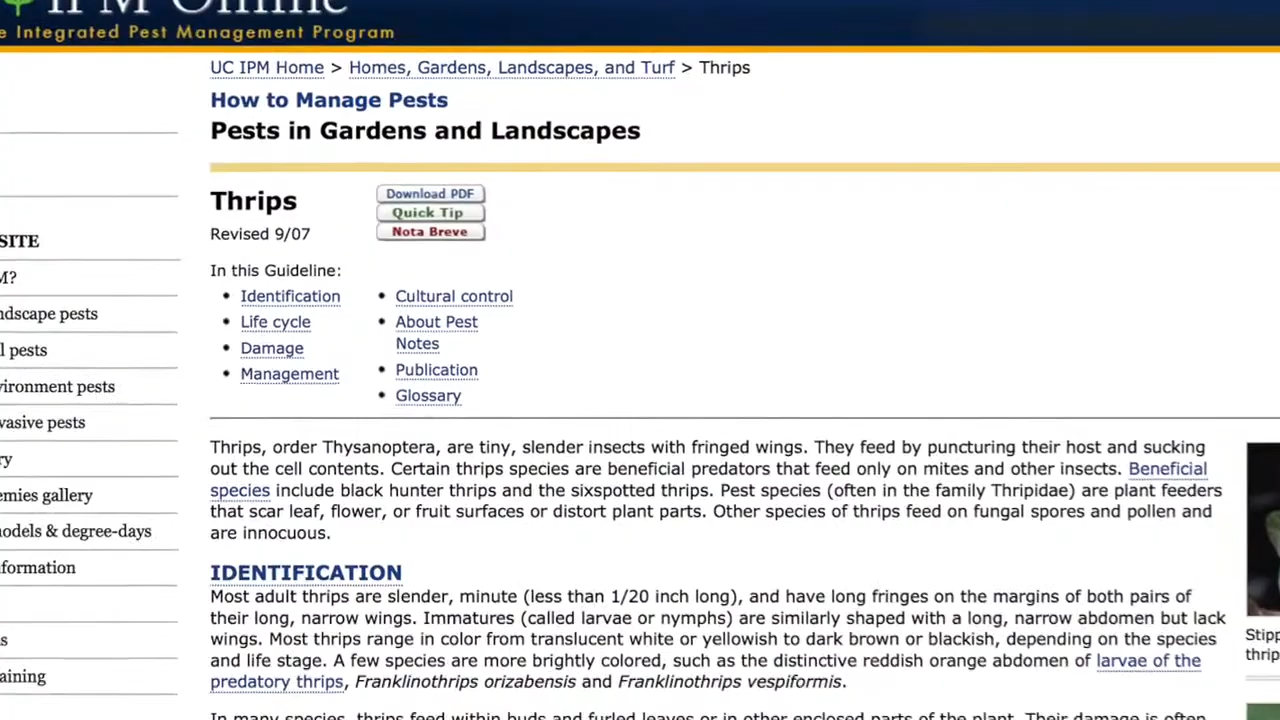 IPM Online
e Integrated Pest Management Program
UC IPM Home > Homes, Gardens, Landscapes, and Turf > Thrips
How to Manage Pests
Pests in Gardens and Landscapes
Thrips
Download PDF
Quick Tip
Nota Breve
Revised 9/07
In this Guideline:
• Identification
• Life cycle
• Damage
• Management
• Cultural control
• About Pest
Notes
• Publication
• Glossary
SITE
M?
ndscape pests
l pests
vironment pests
vasive pests
ry
emies gallery
nodels & degree-days
formation
s
aining
Thrips, order Thysanoptera, are tiny, slender insects with fringed wings. They feed by puncturing their host and sucking
out the cell contents. Certain thrips species are beneficial predators that feed only on mites and other insects. Beneficial
species include black hunter thrips and the sixspotted thrips. Pest species (often in the family Thripidae) are plant feeders
that scar leaf, flower, or fruit surfaces or distort plant parts. Other species of thrips feed on fungal spores and pollen and
are innocuous.
IDENTIFICATION
Most adult thrips are slender, minute (less than 1/20 inch long), and have long fringes on the margins of both pairs of
their long, narrow wings. Immatures (called larvae or nymphs) are similarly shaped with a long, narrow abdomen but lack
wings. Most thrips range in color from translucent white or yellowish to dark brown or blackish, depending on the species
and life stage. A few species are more brightly colored, such as the distinctive reddish orange abdomen of larvae of the
predatory thrips, Franklinothrips orizabensis and Franklinothrips vespiformis.
In many species, thrips feed within buds and furled leaves or in other enclosed parts of the plant. Their damage is often
Stipp
thrip